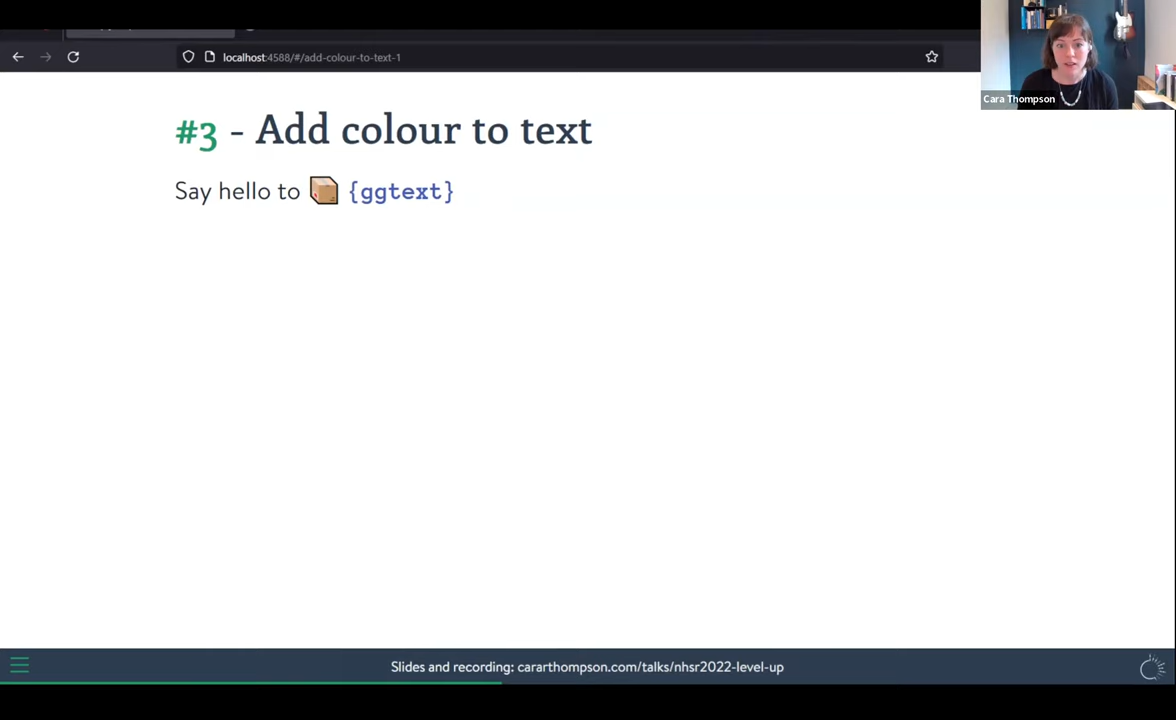 localhost:4588/#/add-colour-to-text-1
Cara Thompson
#3 - Add colour to text
Say hello to 📦 {ggtext}
Slides and recording: cararthompson.com/talks/nhsr2022-level-up